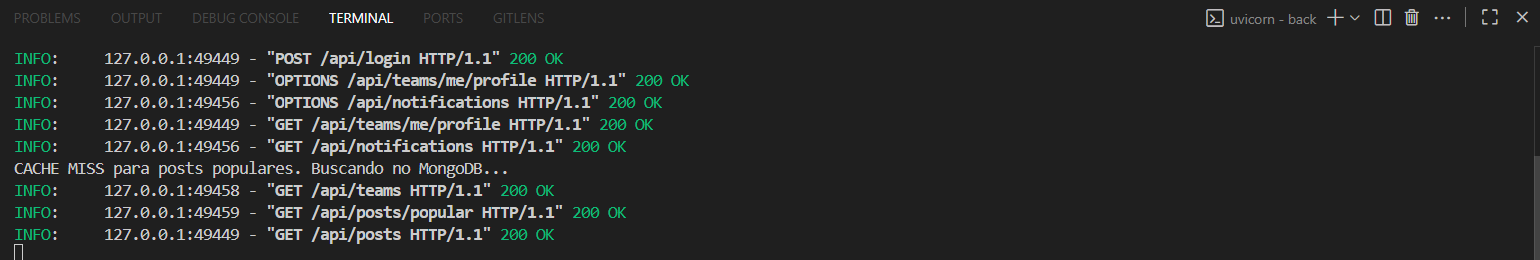 PROBLEMS OUTPUT DEBUG CONSOLE TERMINAL PORTS GITLENS uvicorn - back
INFO: 127.0.0.1:49449 - "POST /api/login HTTP/1.1" 200 OK
INFO: 127.0.0.1:49449 - "OPTIONS /api/teams/me/profile HTTP/1.1" 200 OK
INFO: 127.0.0.1:49456 - "OPTIONS /api/notifications HTTP/1.1" 200 OK
INFO: 127.0.0.1:49449 - "GET /api/teams/me/profile HTTP/1.1" 200 OK
INFO: 127.0.0.1:49456 - "GET /api/notifications HTTP/1.1" 200 OK
CACHE MISS para posts populares. Buscando no MongoDB...
INFO: 127.0.0.1:49458 - "GET /api/teams HTTP/1.1" 200 OK
INFO: 127.0.0.1:49459 - "GET /api/posts/popular HTTP/1.1" 200 OK
INFO: 127.0.0.1:49449 - "GET /api/posts HTTP/1.1" 200 OK